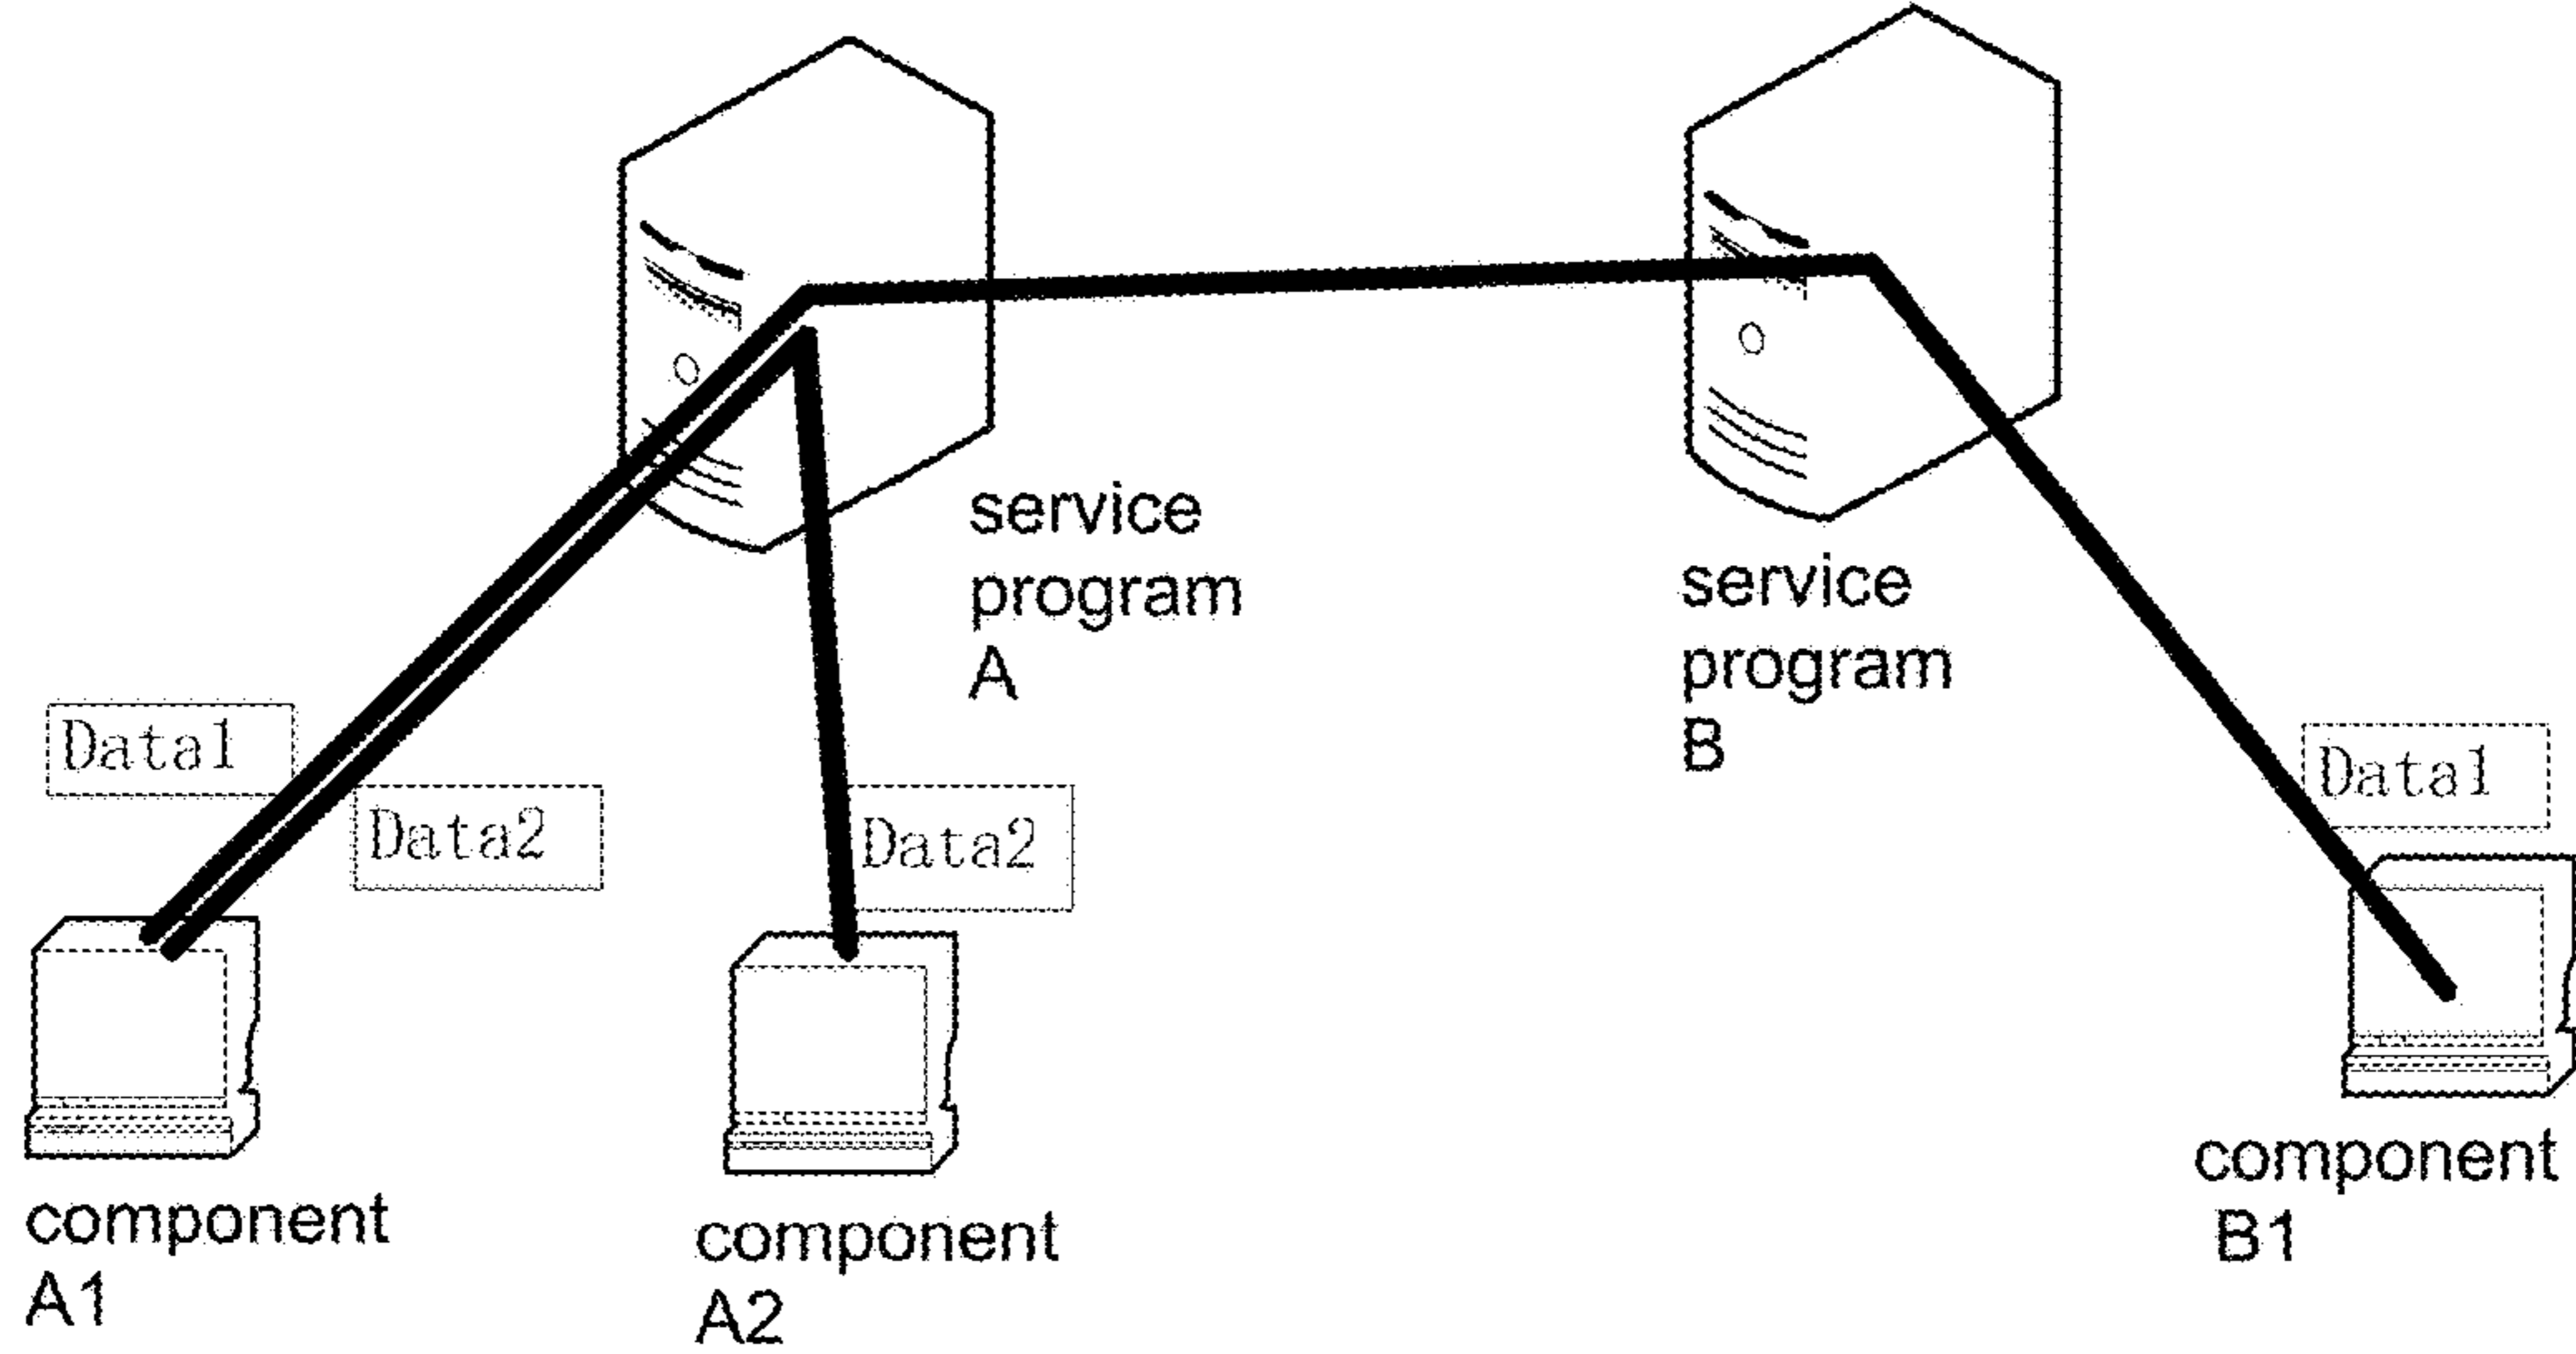 service
program
A
service
program
B
Data1
Data2
Data2
Data1
component
A1
component
A2
component
B1